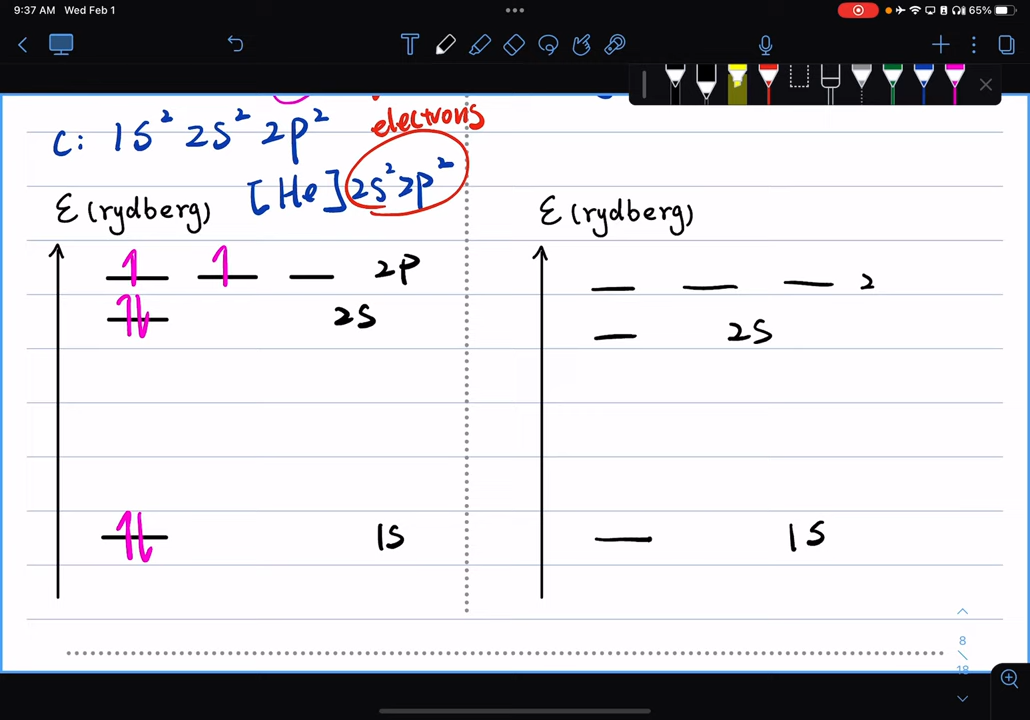 9:37 AM Wed Feb 1
65%
electrons
C: 1s² 2s² 2p²
[He] 2s² 2p²
ℰ (rydberg)
2p
2s
1s
ℰ (rydberg)
2
2s
1s
8
18